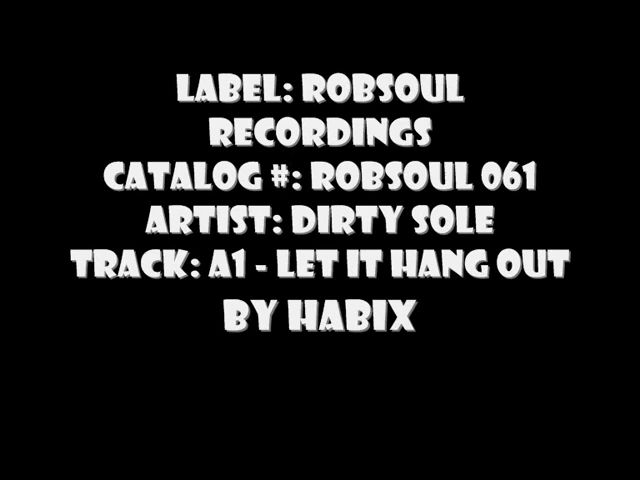 LABEL: ROBSOUL
RECORDINGS
CATALOG #: ROBSOUL 061
ARTIST: DIRTY SOLE
TRACK: A1 - LET IT HANG OUT
BY HABIX